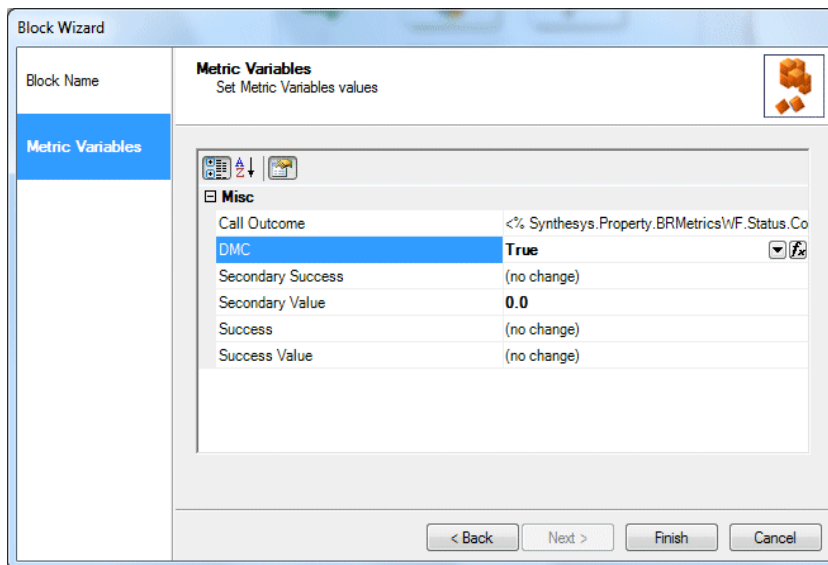 Block Wizard
Block Name
Metric Variables
Metric Variables
Set Metric Variables values
Misc
Call Outcome <% Synthesys.Property.BRMetricsWF.Status.Co
DMC True
Secondary Success (no change)
Secondary Value 0.0
Success (no change)
Success Value (no change)
< Back Next > Finish Cancel